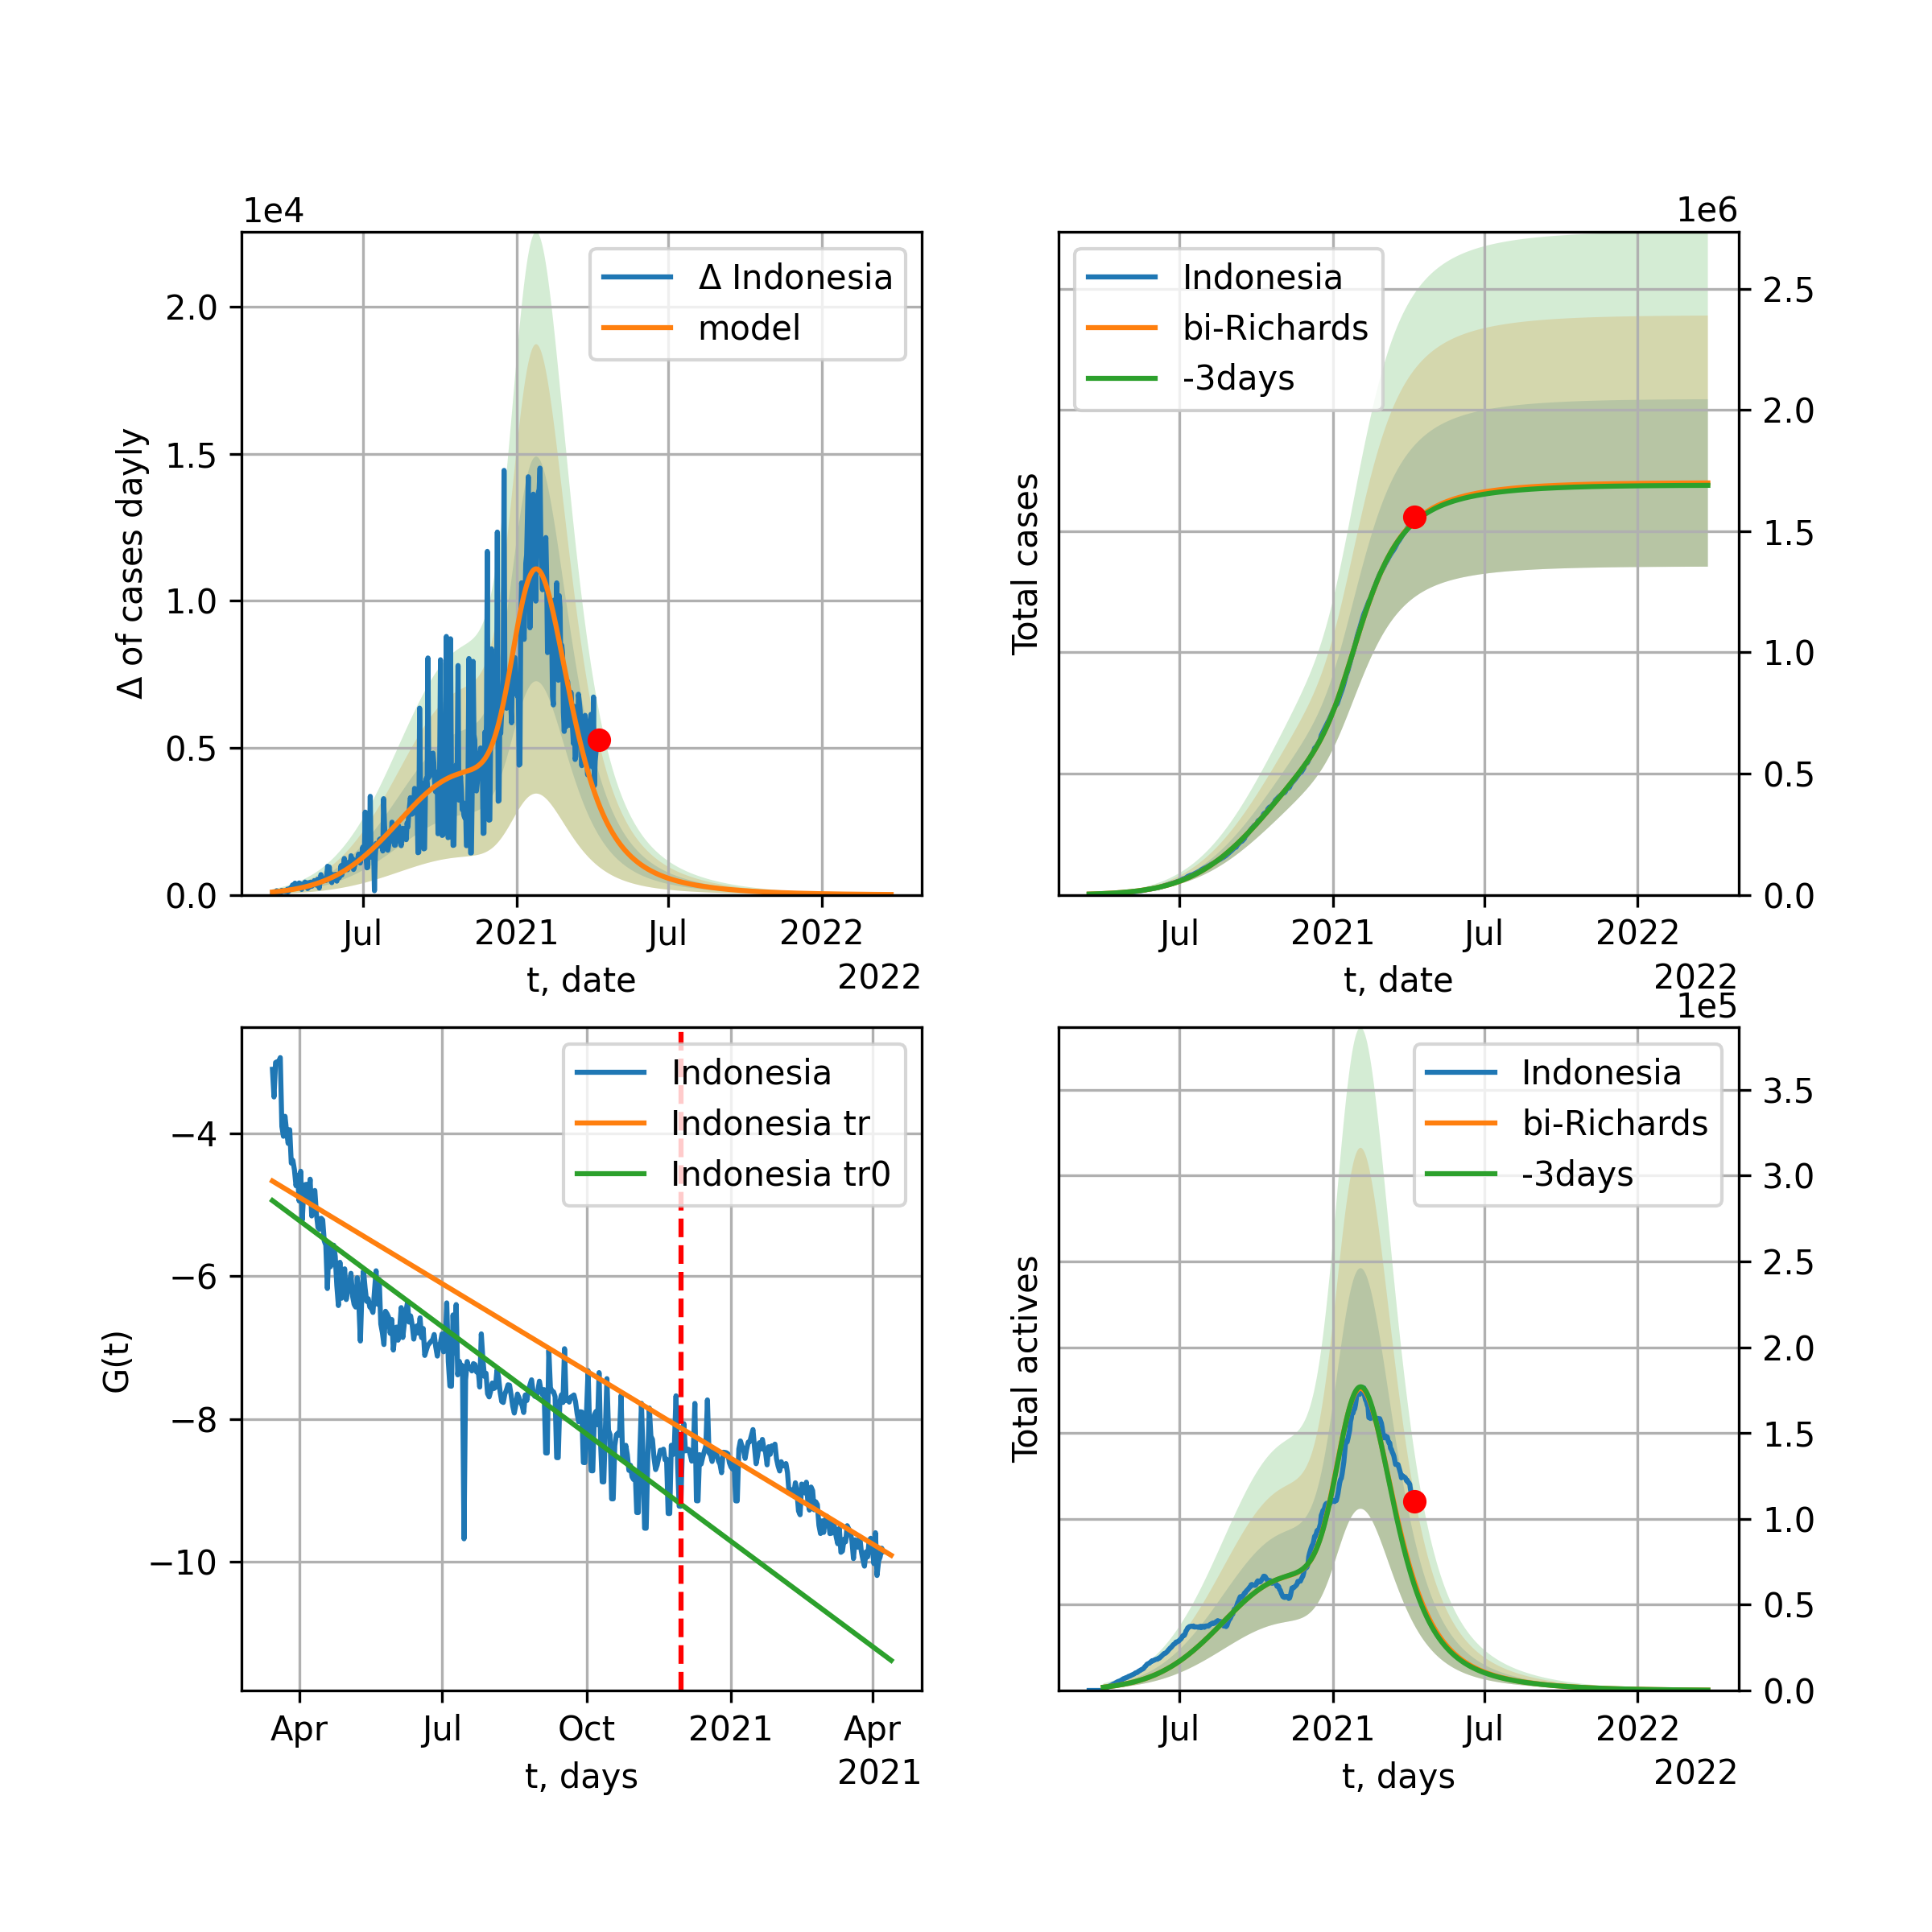 1e4
Δ of cases dayly
2.0
1.5
1.0
0.5
0.0
Δ Indonesia
model
Jul
2021
Jul
2022
t, date
2022
1e6
Total cases
Indonesia
bi-Richards
-3days
2.5
2.0
1.5
1.0
0.5
0.0
Jul
2021
Jul
2022
t, date
2022
G(t)
−4
−6
−8
−10
Indonesia
Indonesia tr
Indonesia tr0
Apr
Jul
Oct
2021
Apr
t, days
2021
1e5
Total actives
Indonesia
bi-Richards
-3days
3.5
3.0
2.5
2.0
1.5
1.0
0.5
0.0
Jul
2021
Jul
2022
t, days
2022